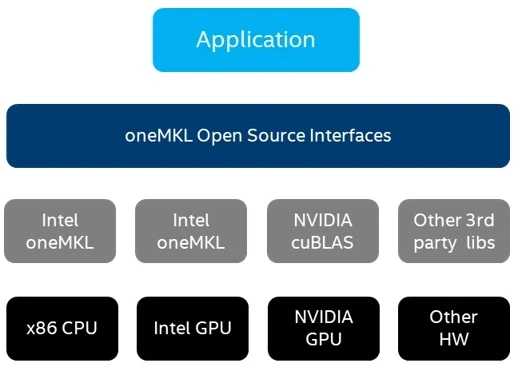 Application
oneMKL Open Source Interfaces
Intel
oneMKL
Intel
oneMKL
NVIDIA
cuBLAS
Other 3rd
party libs
x86 CPU
Intel GPU
NVIDIA
GPU
Other
HW